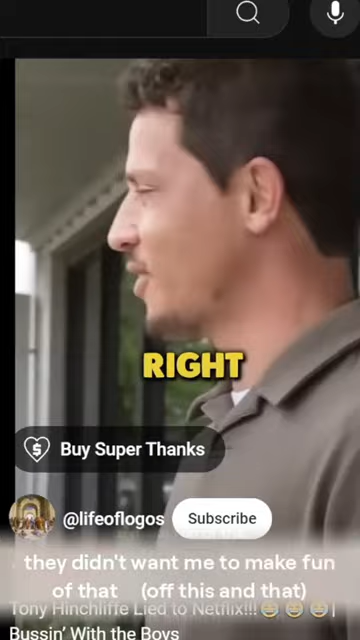 RIGHT
Buy Super Thanks
@lifeoflogos
Subscribe
they didn't want me to make fun
of that (off this and that)
Tony Hinchliffe Lied to Netflix!!! 😄 😄 😄 |
Bussin' With the Boys